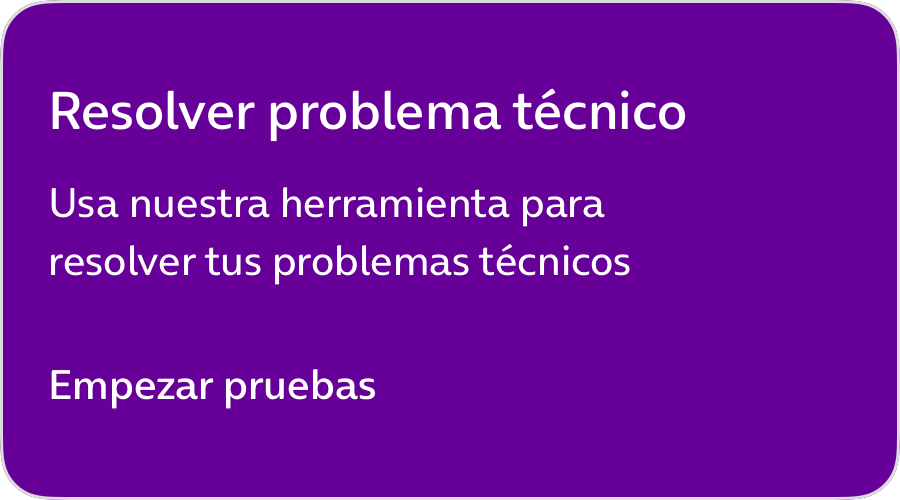 Resolver problema técnico
Usa nuestra herramienta para
resolver tus problemas técnicos
Empezar pruebas